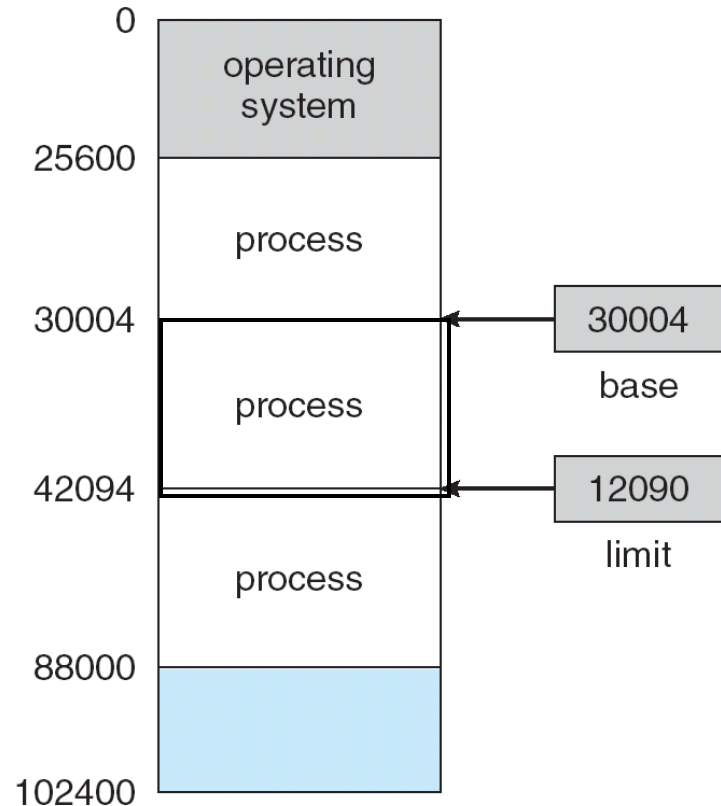 0
operating
system
25600
process
30004
30004
base
process
42094
12090
limit
process
88000
102400